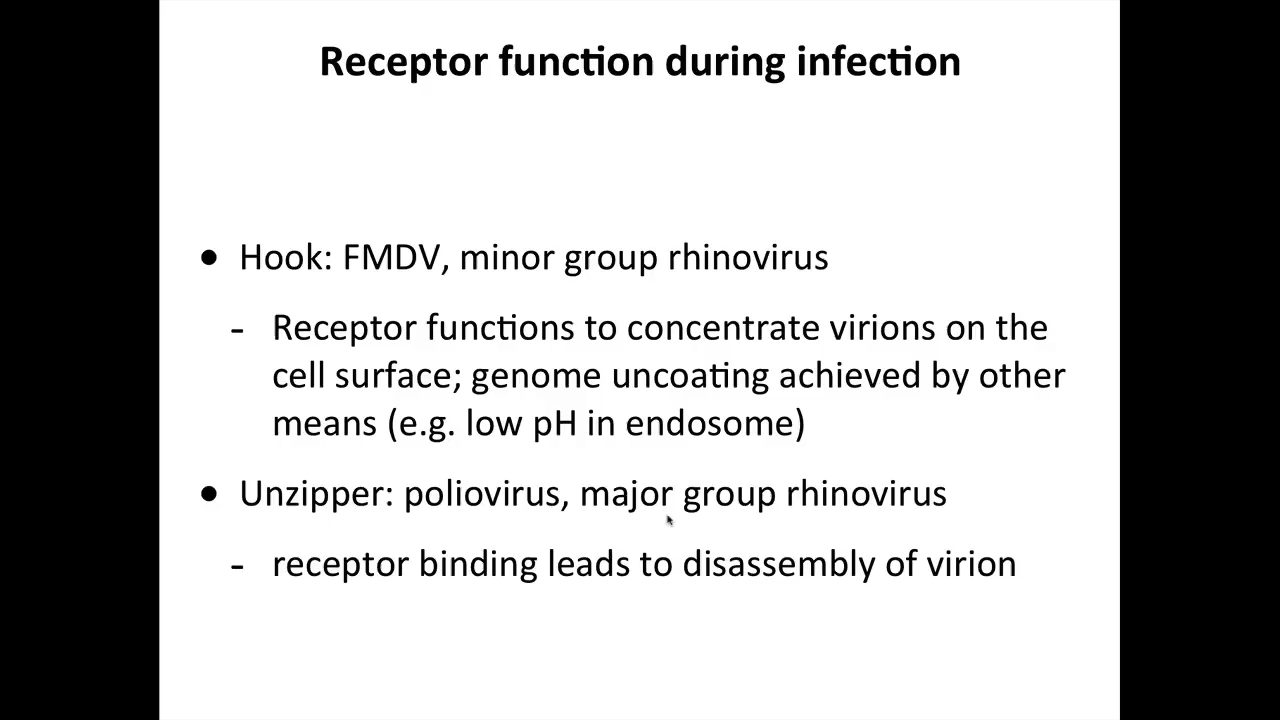 Receptor function during infection
• Hook: FMDV, minor group rhinovirus
- Receptor functions to concentrate virions on the
cell surface; genome uncoating achieved by other
means (e.g. low pH in endosome)
• Unzipper: poliovirus, major group rhinovirus
- receptor binding leads to disassembly of virion